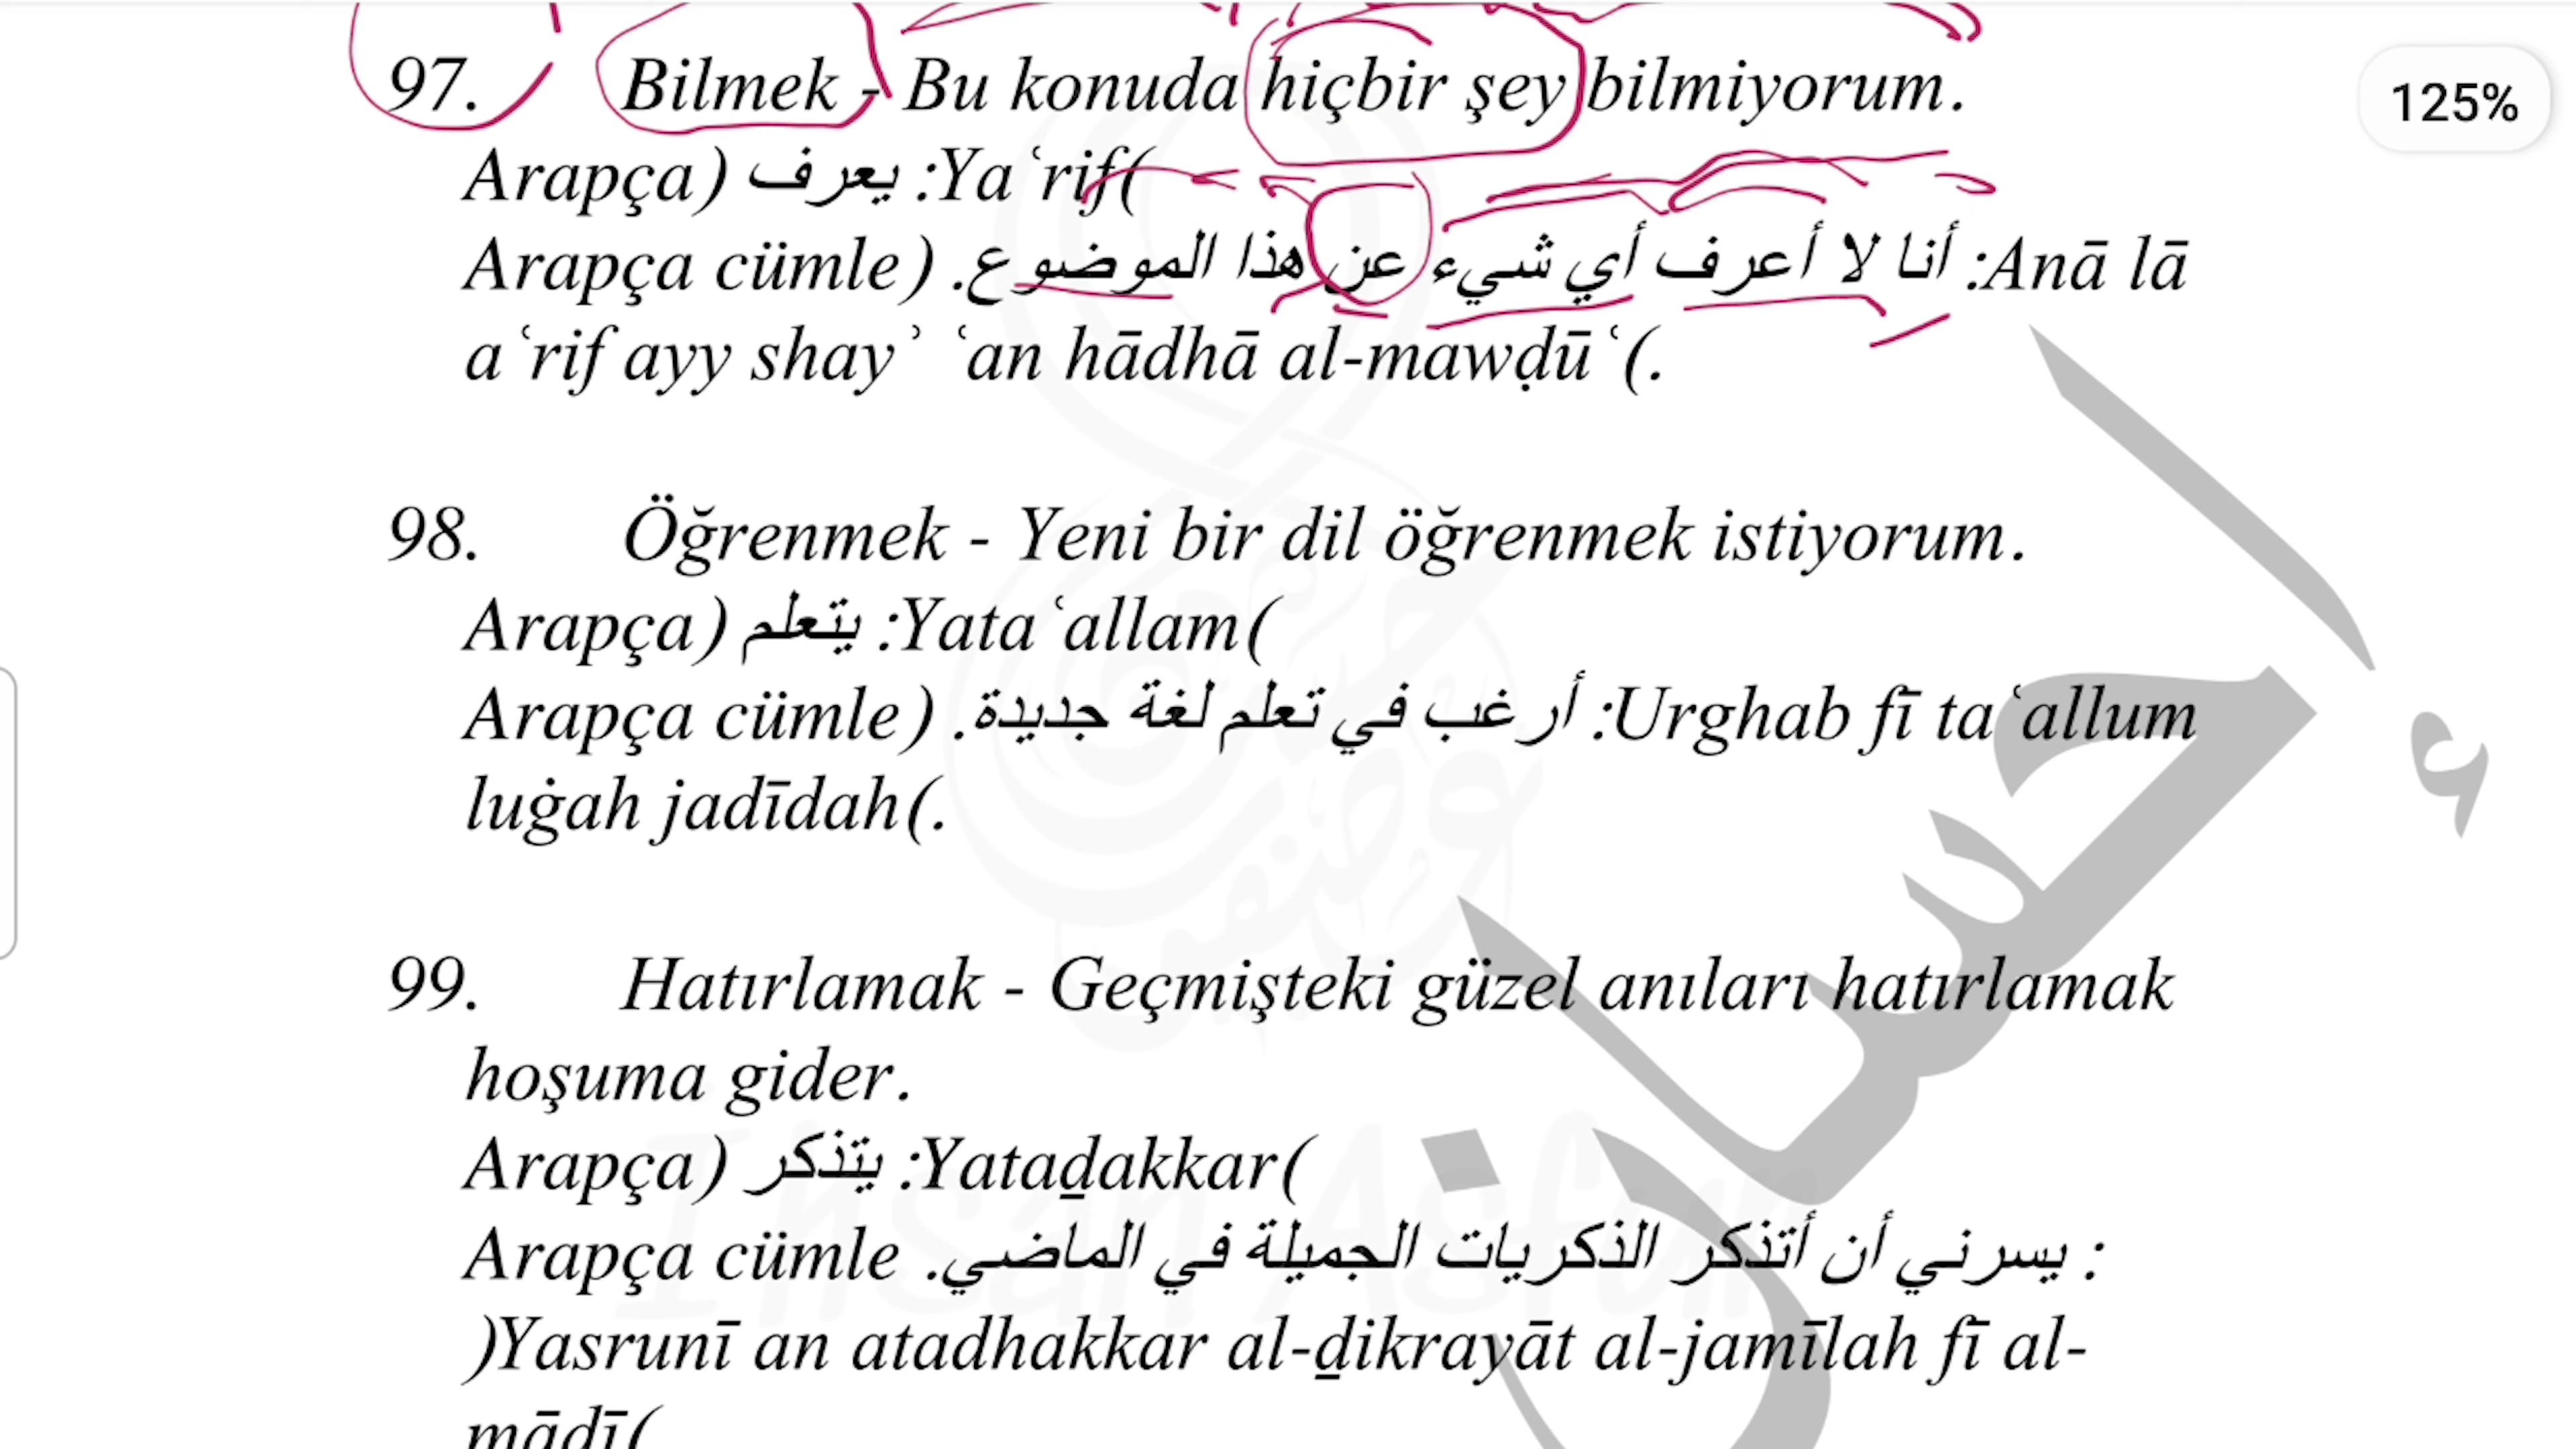 97. Bilmek - Bu konuda hiçbir şey bilmiyorum.
125%
Arapça) يعرف :Yaʿrif(
Arapça cümle) أنا لا أعرف أي شيء عن هذا الموضوع. :Anā lā
aʿrif ayy shayʾ ʿan hādhā al-mawḍūʿ(.
98. Öğrenmek - Yeni bir dil öğrenmek istiyorum.
Arapça) يتعلم :Yataʿallam(
Arapça cümle) أرغب في تعلم لغة جديدة. :Urghab fī taʿallum
luġah jadīdah(.
99. Hatırlamak - Geçmişteki güzel anıları hatırlamak
hoşuma gider.
Arapça) يتذكر :Yataḏakkar(
Arapça cümle يسرني أن أتذكر الذكريات الجميلة في الماضي. :
)Yasrunī an atadhakkar al-ḏikrayāt al-jamīlah fī al-
mādī(
Ihsan Asfur